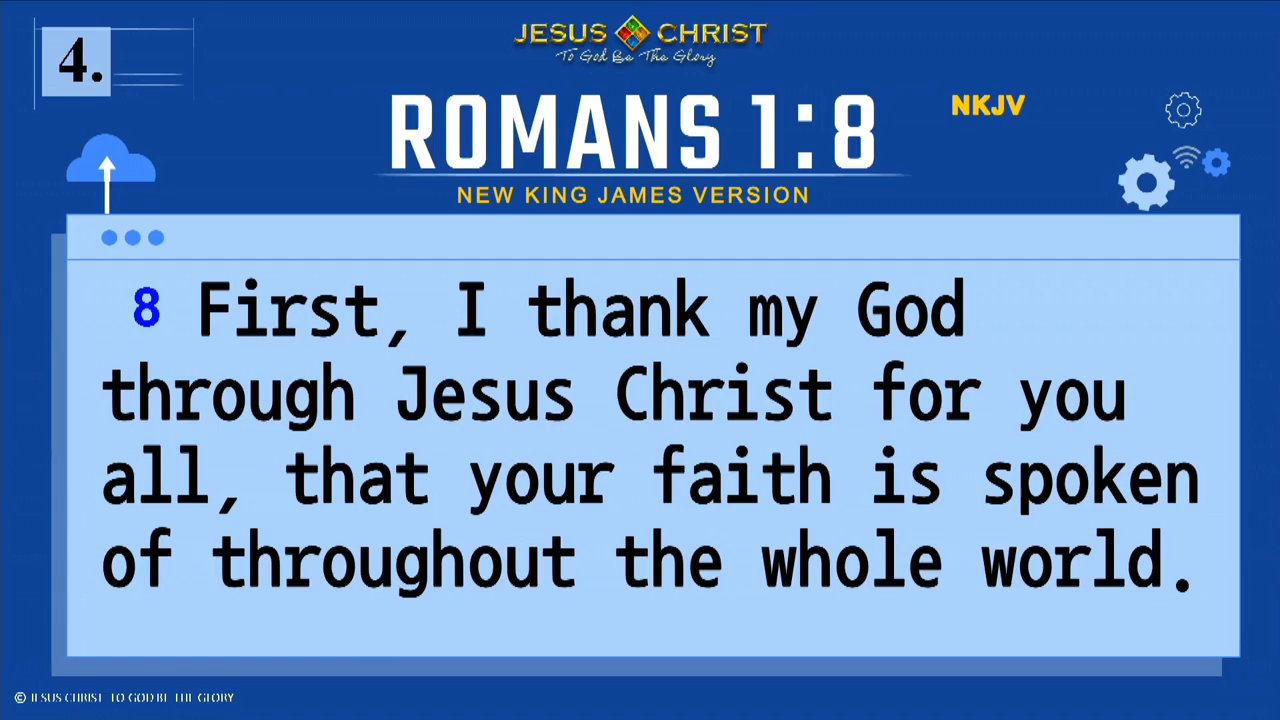 4.
JESUS CHRIST
To God Be The Glory
ROMANS 1:8
NKJV
NEW KING JAMES VERSION
8 First, I thank my God
through Jesus Christ for you
all, that your faith is spoken
of throughout the whole world.
© JESUS CHRIST TO GOD BE THE GLORY